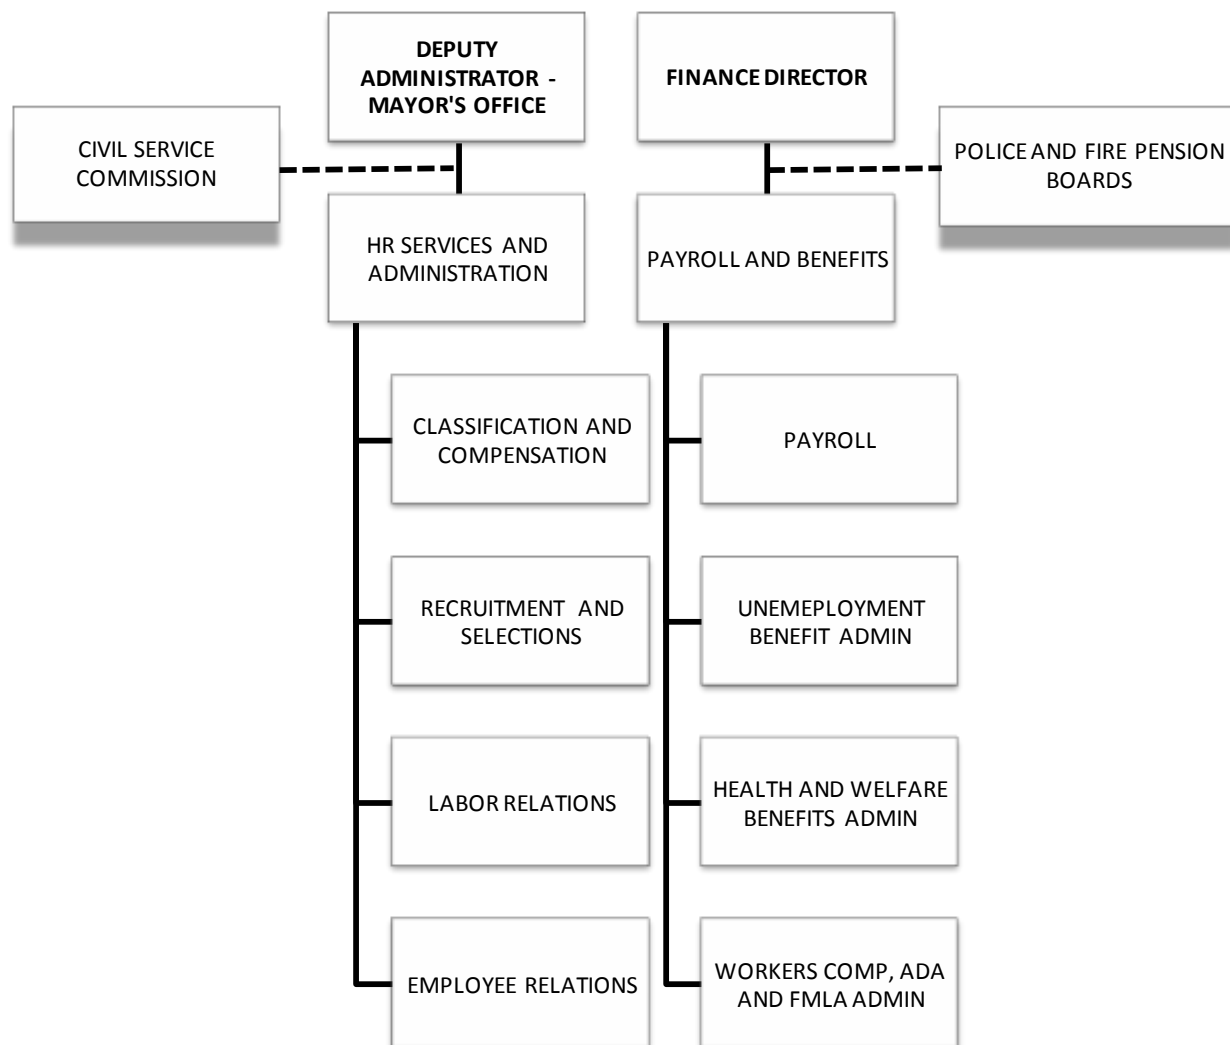 DEPUTY
ADMINISTRATOR -
MAYOR'S OFFICE
FINANCE DIRECTOR
CIVIL SERVICE
COMMISSION
POLICE AND FIRE PENSION
BOARDS
HR SERVICES AND
ADMINISTRATION
PAYROLL AND BENEFITS
CLASSIFICATION AND
COMPENSATION
PAYROLL
RECRUITMENT AND
SELECTIONS
UNEMEPLOYMENT
BENEFIT ADMIN
LABOR RELATIONS
HEALTH AND WELFARE
BENEFITS ADMIN
EMPLOYEE RELATIONS
WORKERS COMP, ADA
AND FMLA ADMIN